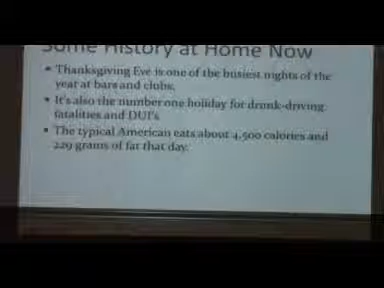 Some History at Home Now
Thanksgiving Eve is one of the busiest nights of the
year at bars and clubs.
It's also the number one holiday for drunk-driving
fatalities and DUI's
The typical American eats about 4,500 calories and
229 grams of fat that day.